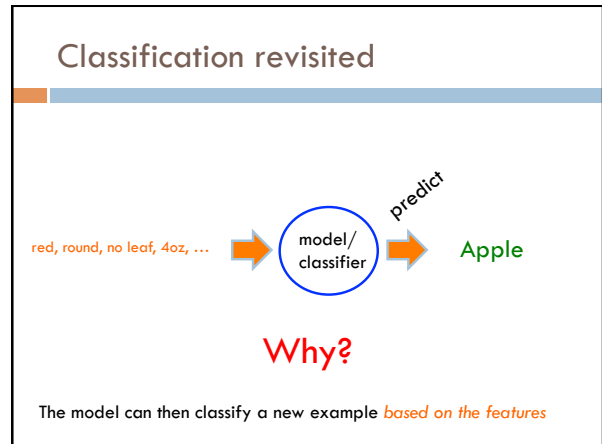 Classification revisited
red, round, no leaf, 4oz, …
model/
classifier
predict
Apple
Why?
The model can then classify a new example based on the features